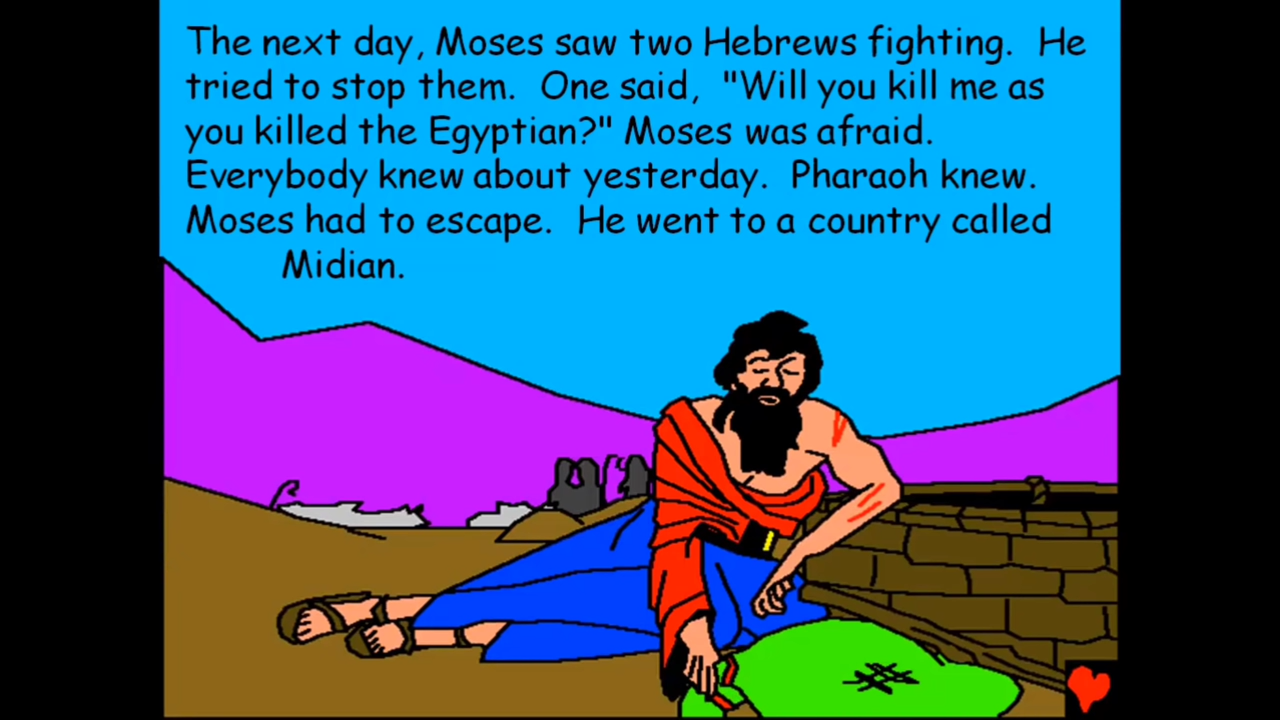 The next day, Moses saw two Hebrews fighting. He
tried to stop them. One said, "Will you kill me as
you killed the Egyptian?" Moses was afraid.
Everybody knew about yesterday. Pharaoh knew.
Moses had to escape. He went to a country called
Midian.